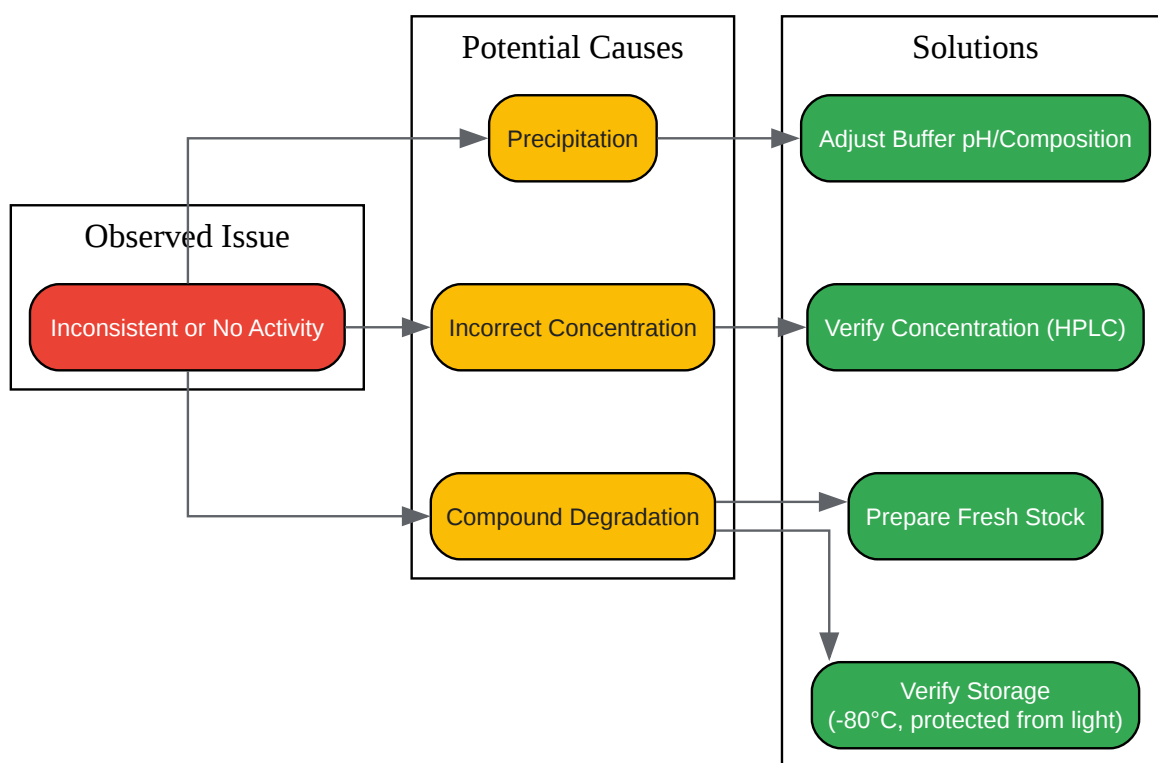 Potential Causes
Solutions
Precipitation
Adjust Buffer pH/Composition
Observed Issue
Inconsistent or No Activity
Incorrect Concentration
Verify Concentration (HPLC)
Compound Degradation
Prepare Fresh Stock
Verify Storage
(-80°C, protected from light)